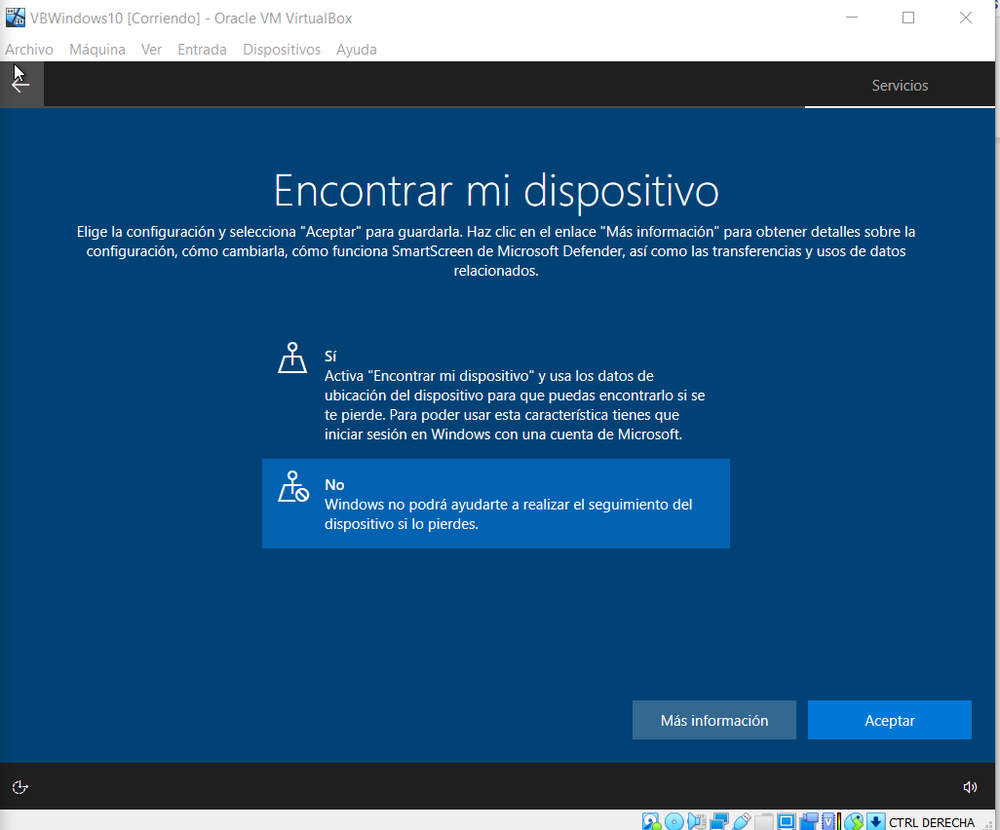 VBWindows10 [Corriendo] - Oracle VM VirtualBox
Archivo Máquina Ver Entrada Dispositivos Ayuda
Servicios
Encontrar mi dispositivo
Elige la configuración y selecciona "Aceptar" para guardarla. Haz clic en el enlace "Más información" para obtener detalles sobre la
configuración, cómo cambiarla, cómo funciona SmartScreen de Microsoft Defender, así como las transferencias y usos de datos
relacionados.
Sí
Activa "Encontrar mi dispositivo" y usa los datos de
ubicación del dispositivo para que puedas encontrarlo si se
te pierde. Para poder usar esta característica tienes que
iniciar sesión en Windows con una cuenta de Microsoft.
No
Windows no podrá ayudarte a realizar el seguimiento del
dispositivo si lo pierdes.
Más información Aceptar
CTRL DERECHA